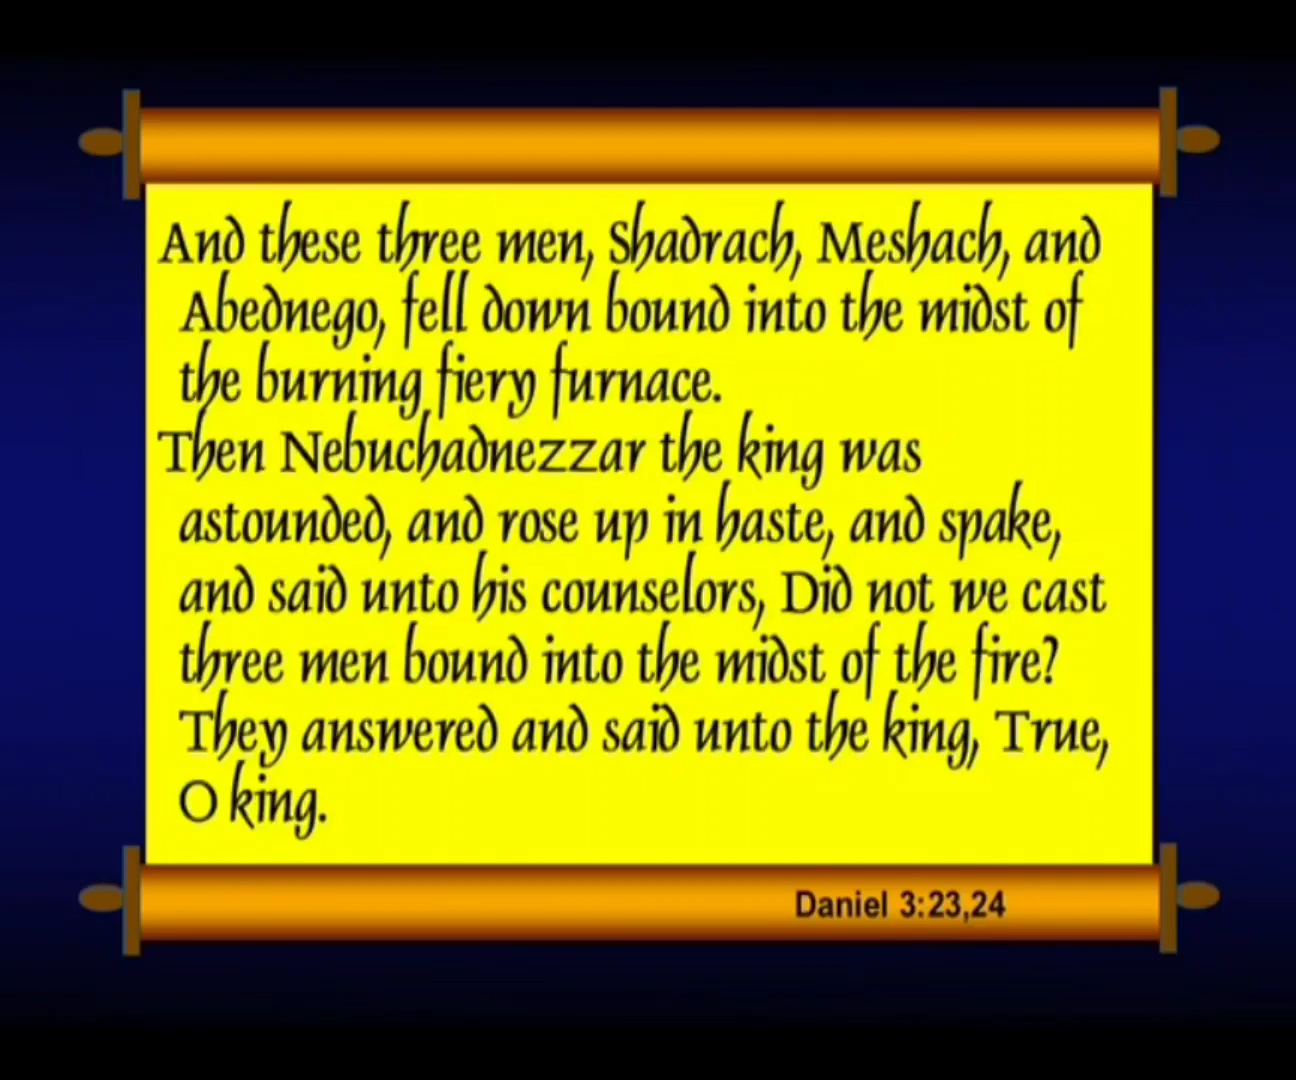 And these three men, Shadrach, Meshach, and
Abednego, fell down bound into the midst of
the burning fiery furnace.
Then Nebuchadnezzar the king was
astounded, and rose up in haste, and spake,
and said unto his counselors, Did not we cast
three men bound into the midst of the fire?
They answered and said unto the king, True,
O king.
Daniel 3:23,24